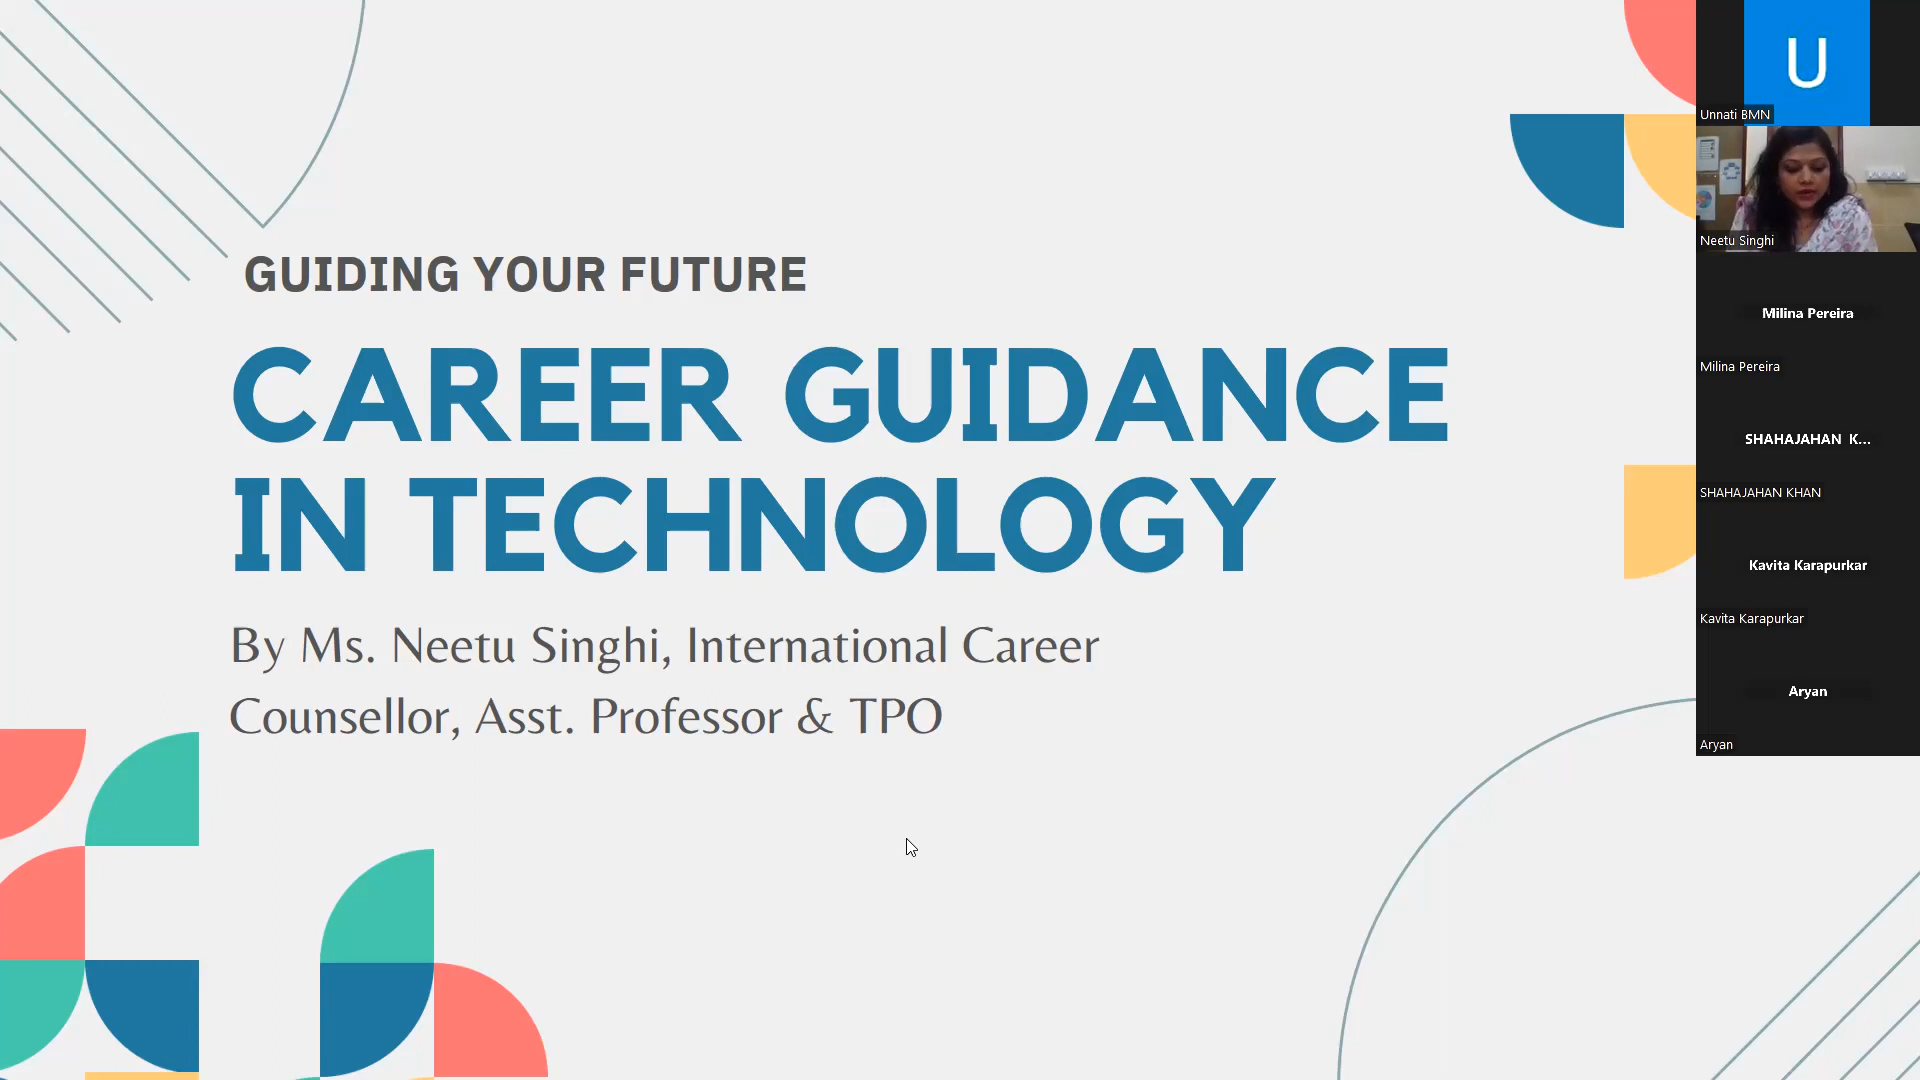 GUIDING YOUR FUTURE
CAREER GUIDANCE
IN TECHNOLOGY
By Ms. Neetu Singhi, International Career
Counsellor, Asst. Professor & TPO
U
Unnati BMN
Neetu Singhi
Milina Pereira
Milina Pereira
SHAHAJAHAN K...
SHAHAJAHAN KHAN
Kavita Karapurkar
Kavita Karapurkar
Aryan
Aryan